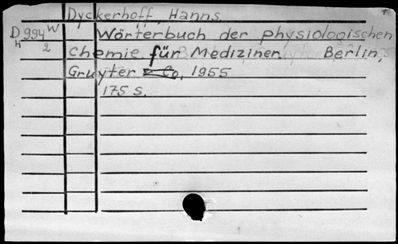 Dyckerhoff, Hanns.
D 994 W Wörterbuch der physiologischen
h 2 chemie für Mediziner. Berlin,
Gruyter & Co, 1955
175 s.